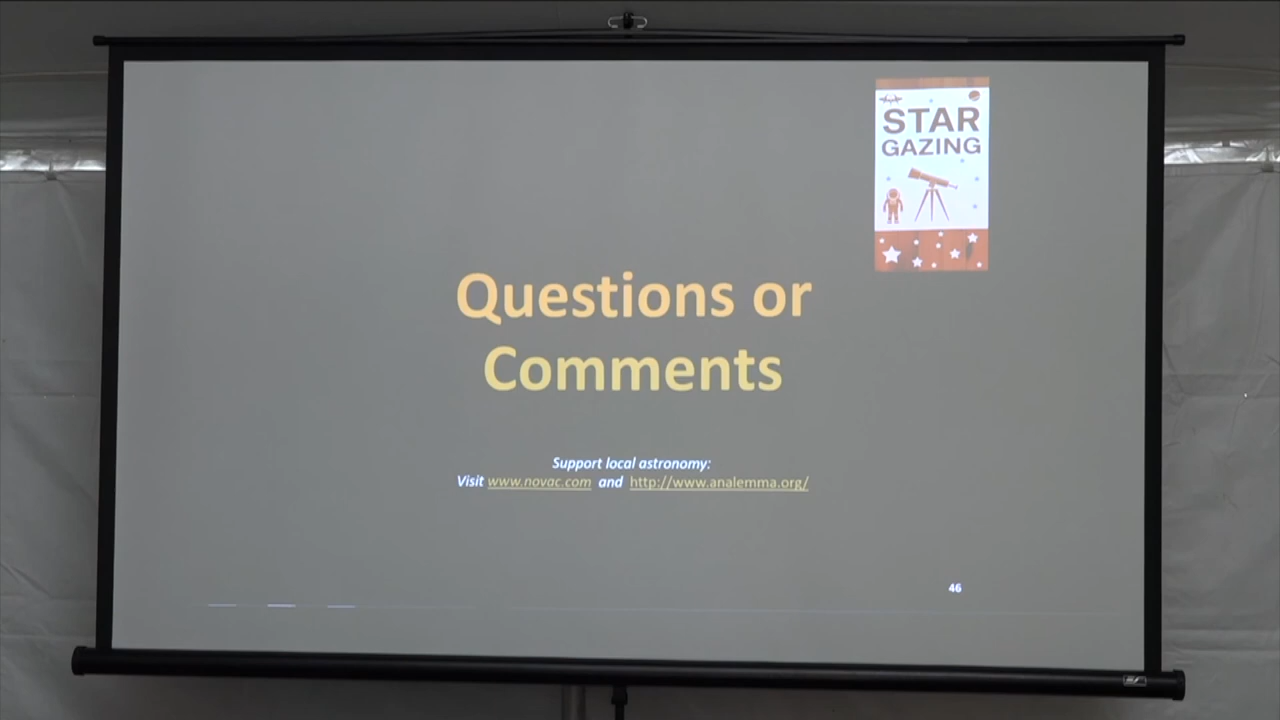 STAR
GAZING
Questions or
Comments
Support local astronomy:
Visit www.novac.com and http://www.analemma.org/
46